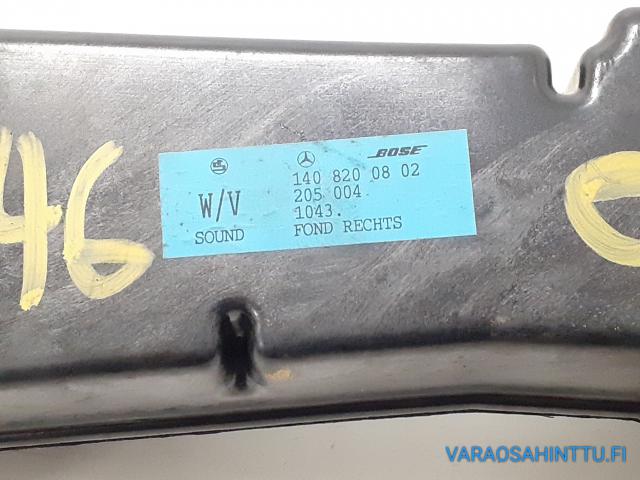 46
BOSE
140 820 08 02
W/V
205 004
1043.
SOUND
FOND RECHTS
VARAOSAHINTTU.FI